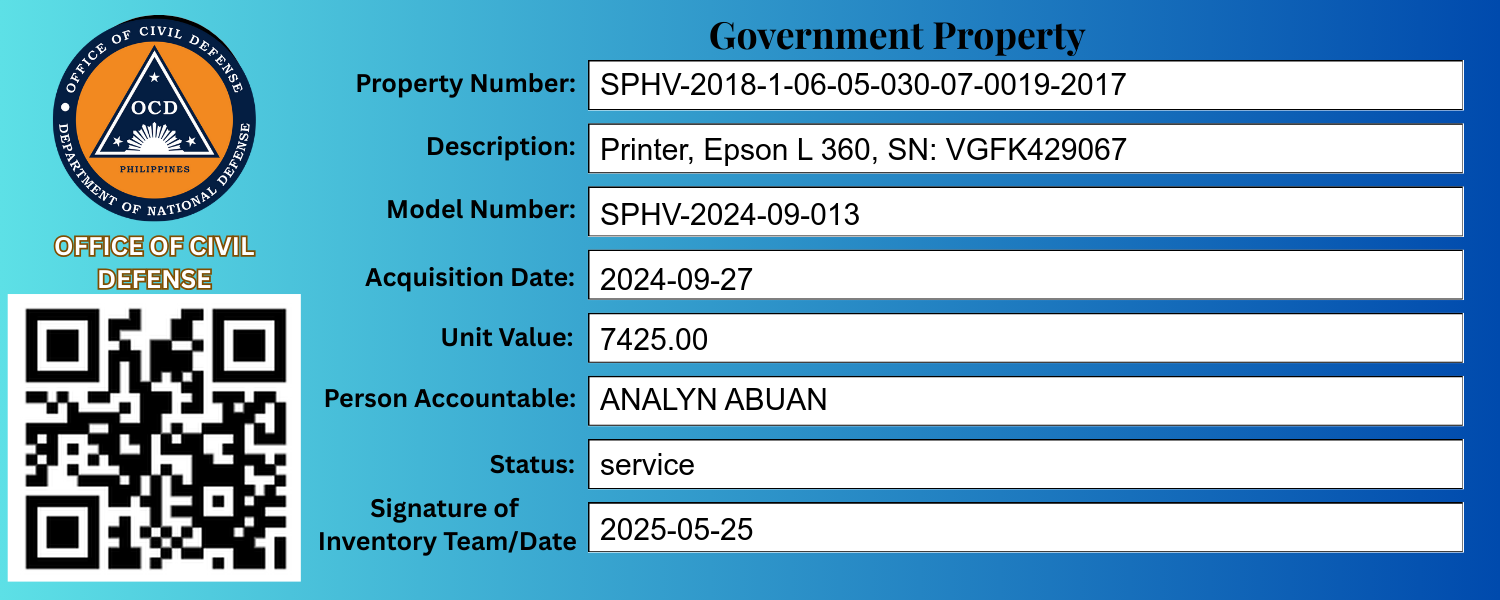 OFFICE OF CIVIL DEFENSE
OCD
PHILIPPINES
DEPARTMENT OF NATIONAL DEFENSE
OFFICE OF CIVIL
DEFENSE
Government Property
Property Number: SPHV-2018-1-06-05-030-07-0019-2017
Description: Printer, Epson L 360, SN: VGFK429067
Model Number: SPHV-2024-09-013
Acquisition Date: 2024-09-27
Unit Value: 7425.00
Person Accountable: ANALYN ABUAN
Status: service
Signature of
Inventory Team/Date 2025-05-25